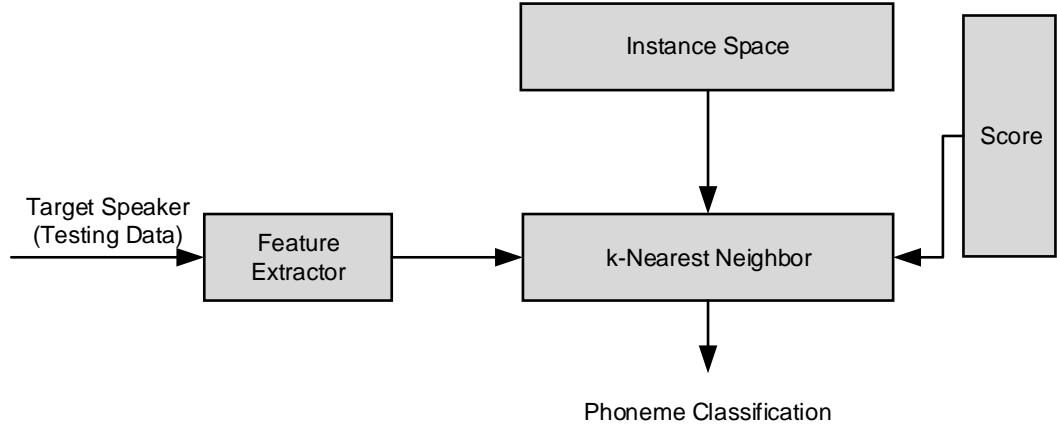 Instance Space
Score
Target Speaker
(Testing Data)
Feature
Extractor
k-Nearest Neighbor
Phoneme Classification